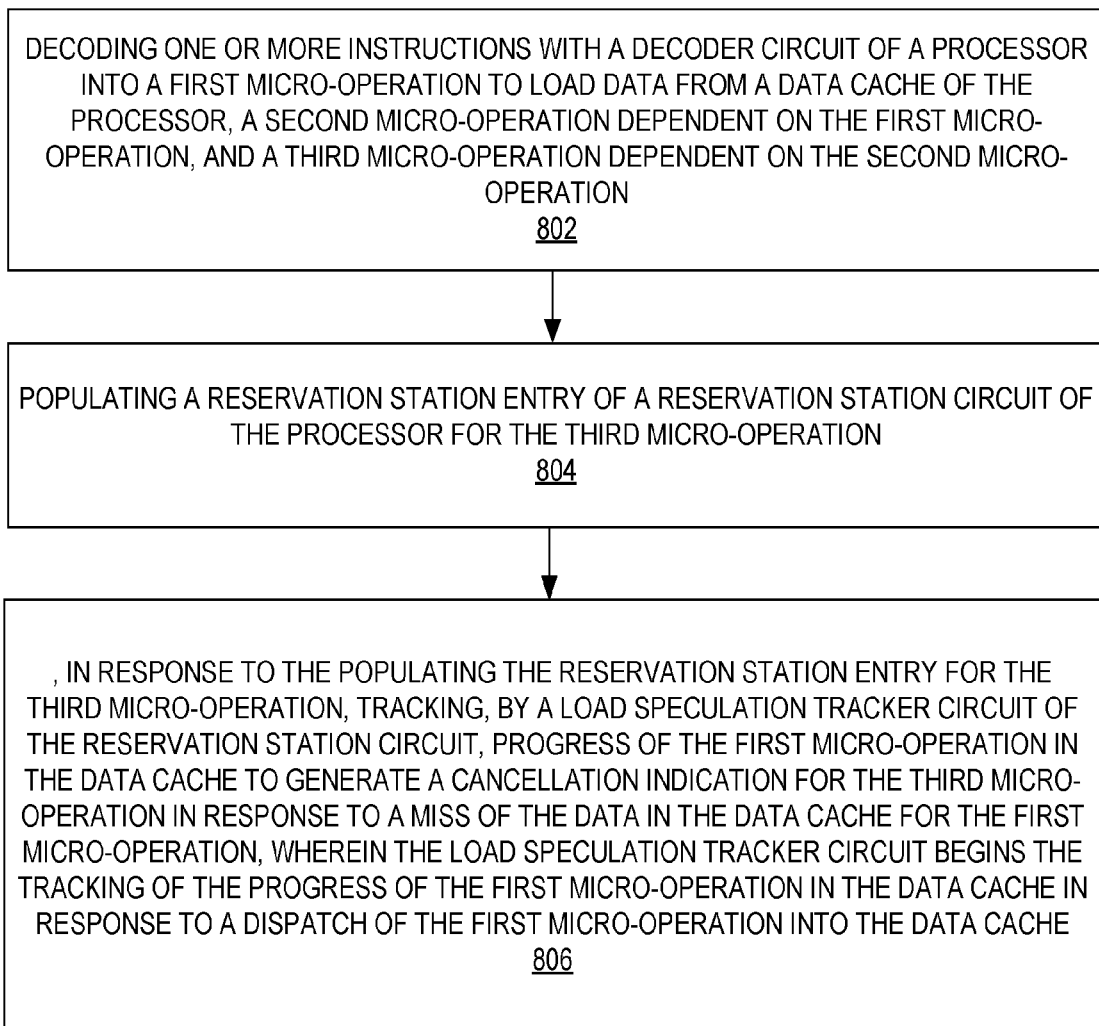 DECODING ONE OR MORE INSTRUCTIONS WITH A DECODER CIRCUIT OF A PROCESSOR
INTO A FIRST MICRO-OPERATION TO LOAD DATA FROM A DATA CACHE OF THE
PROCESSOR, A SECOND MICRO-OPERATION DEPENDENT ON THE FIRST MICRO-
OPERATION, AND A THIRD MICRO-OPERATION DEPENDENT ON THE SECOND MICRO-
OPERATION
802
POPULATING A RESERVATION STATION ENTRY OF A RESERVATION STATION CIRCUIT OF
THE PROCESSOR FOR THE THIRD MICRO-OPERATION
804
, IN RESPONSE TO THE POPULATING THE RESERVATION STATION ENTRY FOR THE
THIRD MICRO-OPERATION, TRACKING, BY A LOAD SPECULATION TRACKER CIRCUIT OF
THE RESERVATION STATION CIRCUIT, PROGRESS OF THE FIRST MICRO-OPERATION IN
THE DATA CACHE TO GENERATE A CANCELLATION INDICATION FOR THE THIRD MICRO-
OPERATION IN RESPONSE TO A MISS OF THE DATA IN THE DATA CACHE FOR THE FIRST
MICRO-OPERATION, WHEREIN THE LOAD SPECULATION TRACKER CIRCUIT BEGINS THE
TRACKING OF THE PROGRESS OF THE FIRST MICRO-OPERATION IN THE DATA CACHE IN
RESPONSE TO A DISPATCH OF THE FIRST MICRO-OPERATION INTO THE DATA CACHE
806